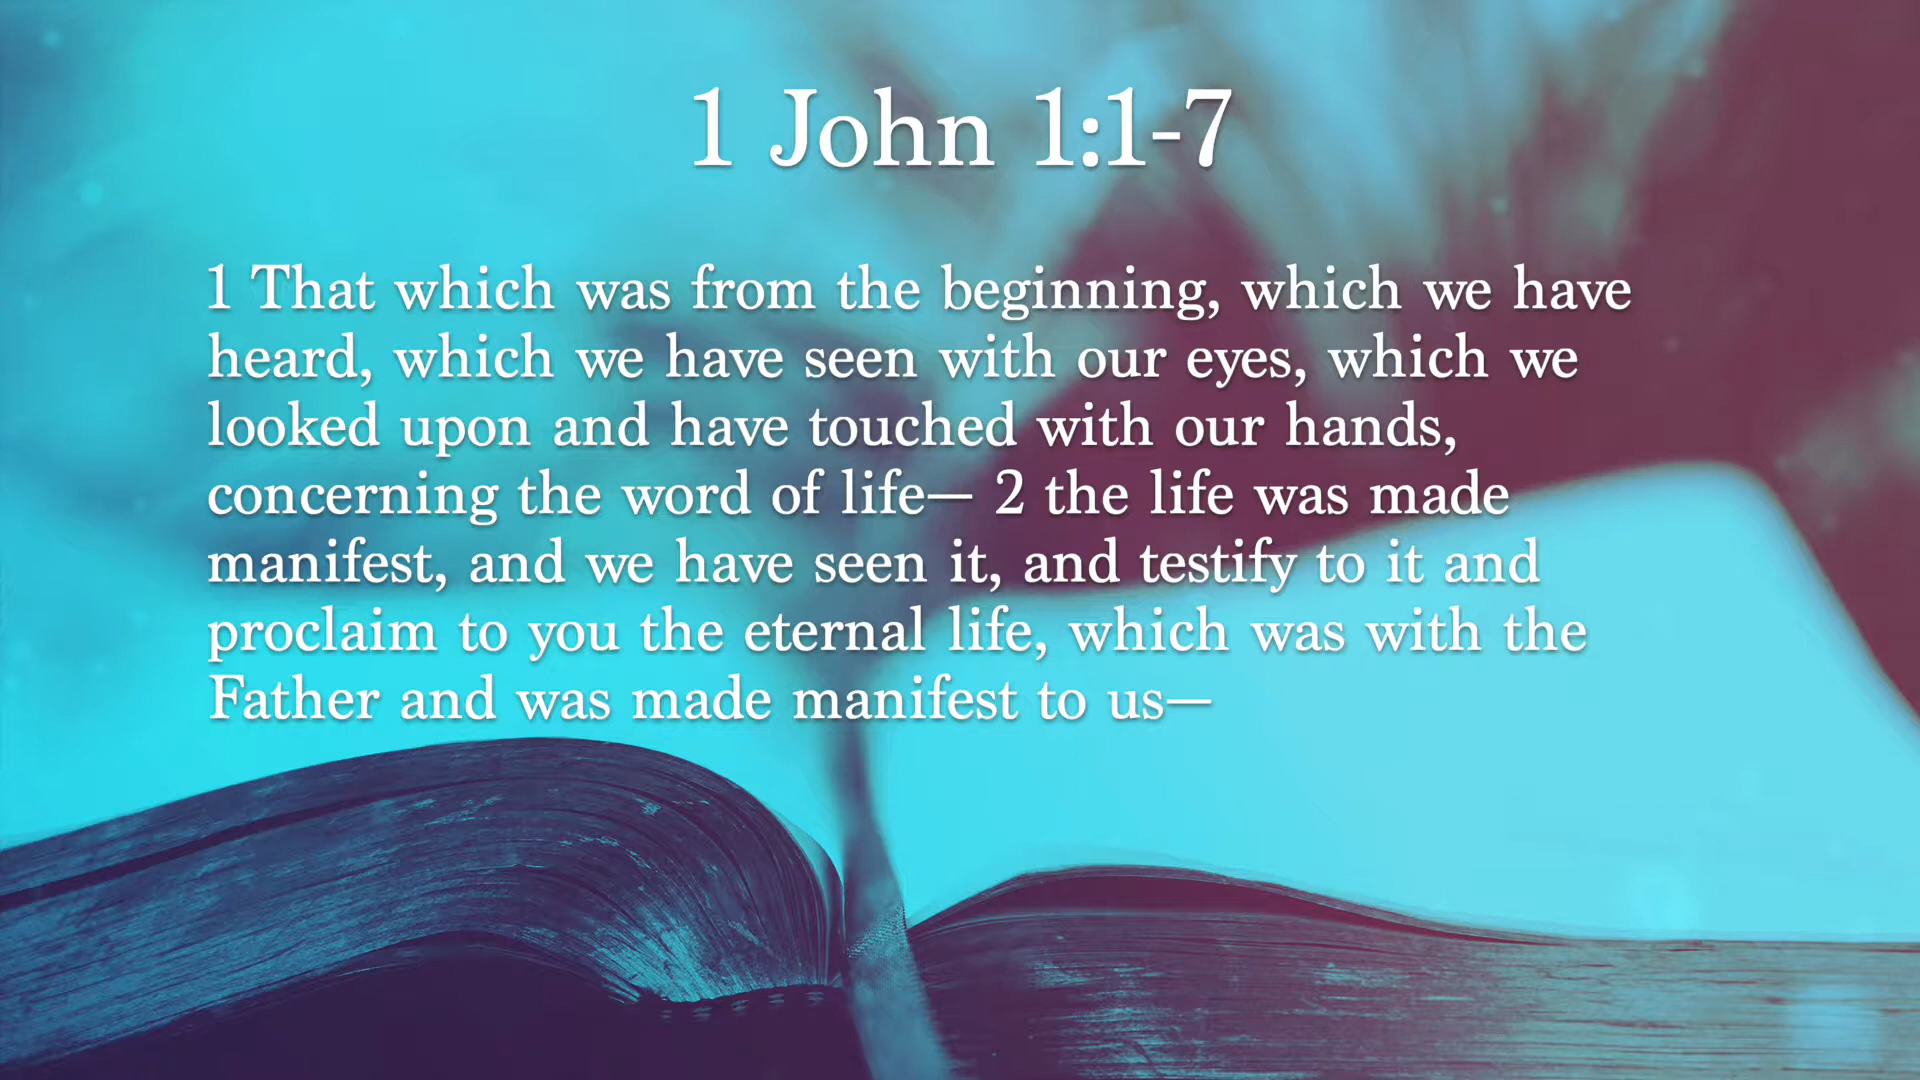 1 John 1:1-7
1 That which was from the beginning, which we have
heard, which we have seen with our eyes, which we
looked upon and have touched with our hands,
concerning the word of life— 2 the life was made
manifest, and we have seen it, and testify to it and
proclaim to you the eternal life, which was with the
Father and was made manifest to us—